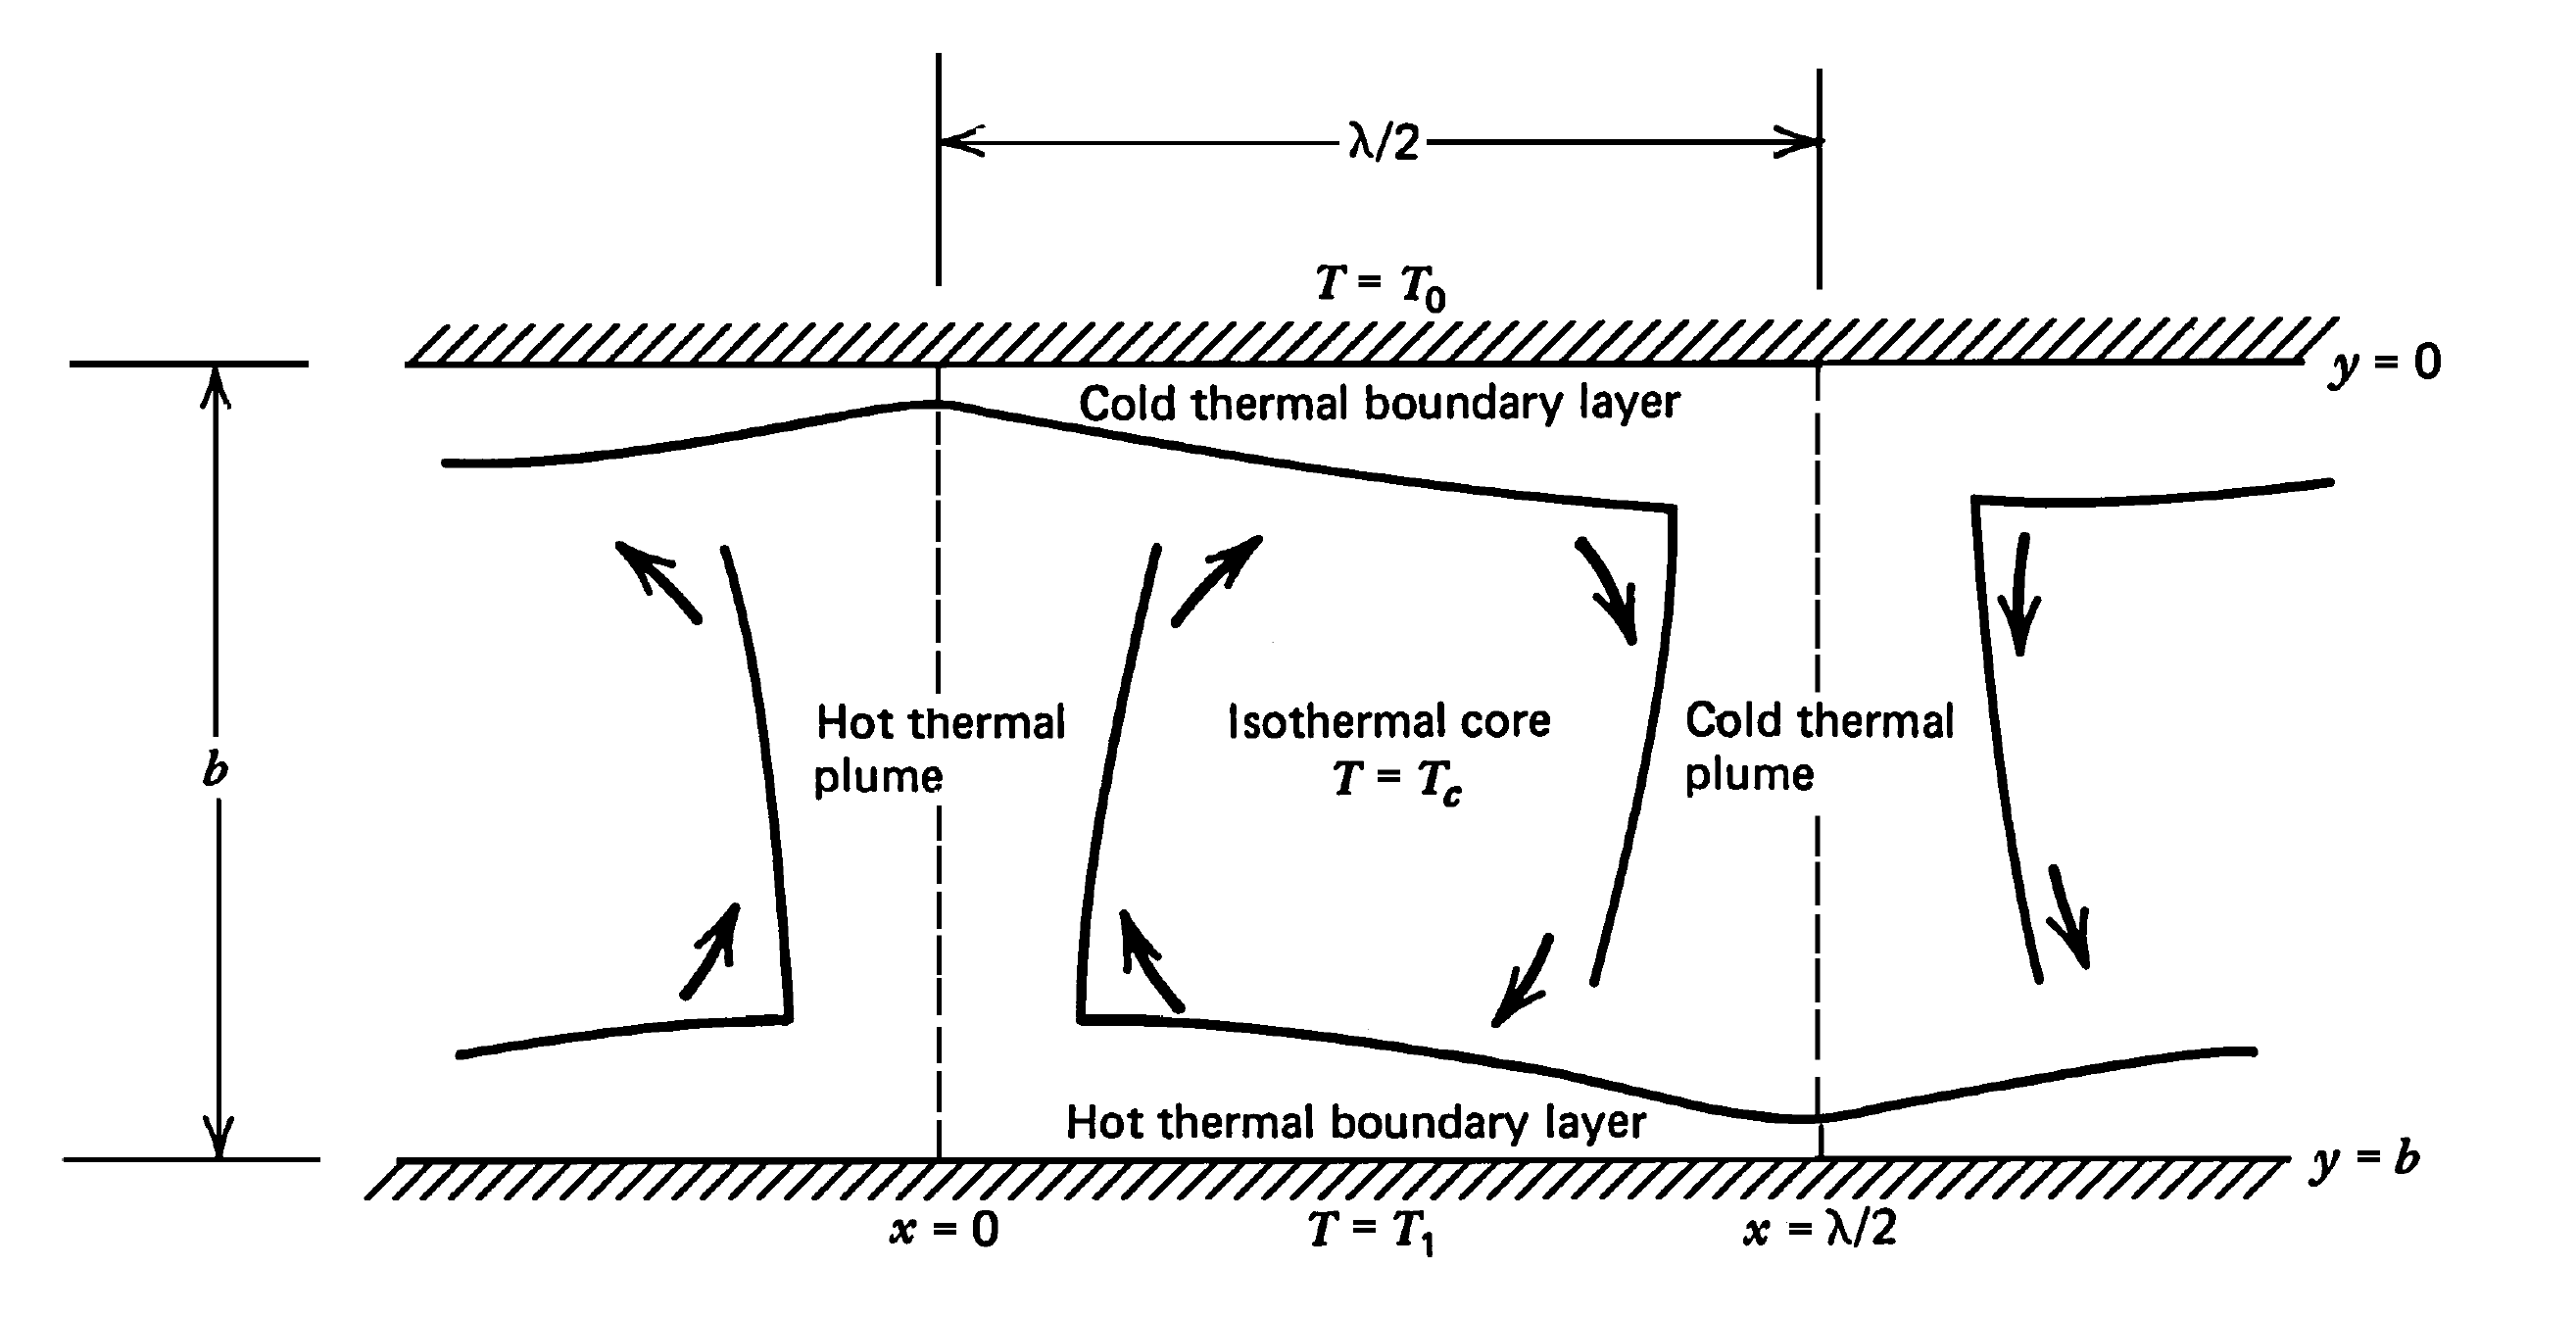 λ/2
T = T₀
y = 0
Cold thermal boundary layer
b
Hot thermal
plume
Isothermal core
T = T_c
Cold thermal
plume
Hot thermal boundary layer
y = b
x = 0
T = T₁
x = λ/2